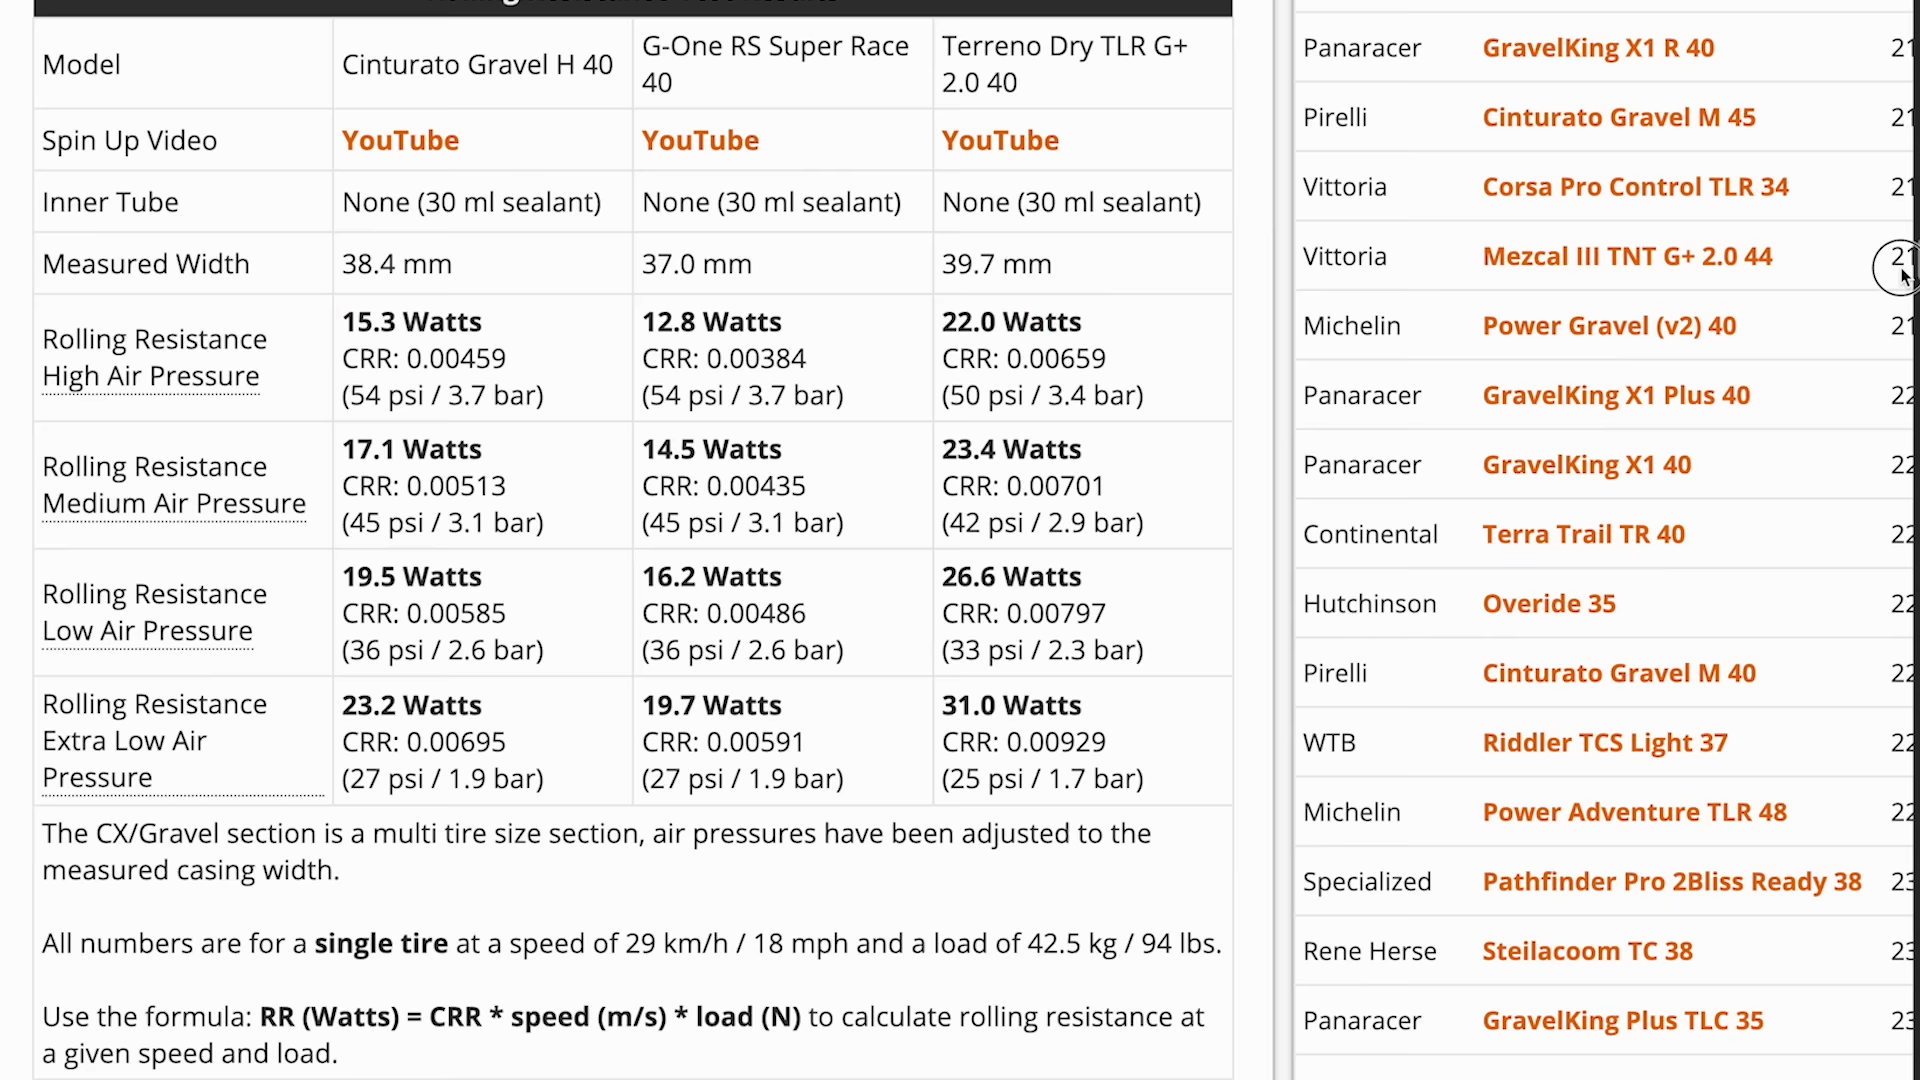 Model
Cinturato Gravel H 40
G-One RS Super Race
40
Terreno Dry TLR G+
2.0 40
Spin Up Video
YouTube
YouTube
YouTube
Inner Tube
None (30 ml sealant)
None (30 ml sealant)
None (30 ml sealant)
Measured Width
38.4 mm
37.0 mm
39.7 mm
Rolling Resistance
High Air Pressure
15.3 Watts
CRR: 0.00459
(54 psi / 3.7 bar)
12.8 Watts
CRR: 0.00384
(54 psi / 3.7 bar)
22.0 Watts
CRR: 0.00659
(50 psi / 3.4 bar)
Rolling Resistance
Medium Air Pressure
17.1 Watts
CRR: 0.00513
(45 psi / 3.1 bar)
14.5 Watts
CRR: 0.00435
(45 psi / 3.1 bar)
23.4 Watts
CRR: 0.00701
(42 psi / 2.9 bar)
Rolling Resistance
Low Air Pressure
19.5 Watts
CRR: 0.00585
(36 psi / 2.6 bar)
16.2 Watts
CRR: 0.00486
(36 psi / 2.6 bar)
26.6 Watts
CRR: 0.00797
(33 psi / 2.3 bar)
Rolling Resistance
Extra Low Air
Pressure
23.2 Watts
CRR: 0.00695
(27 psi / 1.9 bar)
19.7 Watts
CRR: 0.00591
(27 psi / 1.9 bar)
31.0 Watts
CRR: 0.00929
(25 psi / 1.7 bar)
The CX/Gravel section is a multi tire size section, air pressures have been adjusted to the
measured casing width.
All numbers are for a single tire at a speed of 29 km/h / 18 mph and a load of 42.5 kg / 94 lbs.
Use the formula: RR (Watts) = CRR * speed (m/s) * load (N) to calculate rolling resistance at
a given speed and load.
Panaracer GravelKing X1 R 40 21
Pirelli Cinturato Gravel M 45 21
Vittoria Corsa Pro Control TLR 34 21
Vittoria Mezcal III TNT G+ 2.0 44 21
Michelin Power Gravel (v2) 40 21
Panaracer GravelKing X1 Plus 40 22
Panaracer GravelKing X1 40 22
Continental Terra Trail TR 40 22
Hutchinson Overide 35 22
Pirelli Cinturato Gravel M 40 22
WTB Riddler TCS Light 37 22
Michelin Power Adventure TLR 48 22
Specialized Pathfinder Pro 2Bliss Ready 38 23
Rene Herse Steilacoom TC 38 23
Panaracer GravelKing Plus TLC 35 23